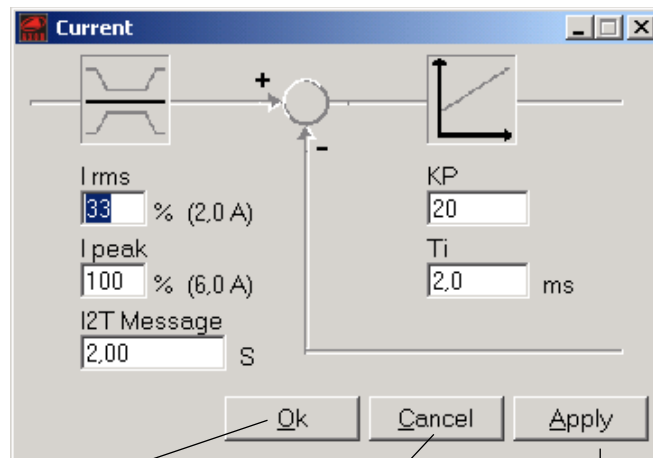 Current
+
-
I rms
33 % (2,0 A)
I peak
100 % (6,0 A)
I2T Message
2,00 S
KP
20
Ti
2,0 ms
Ok
Cancel
Apply